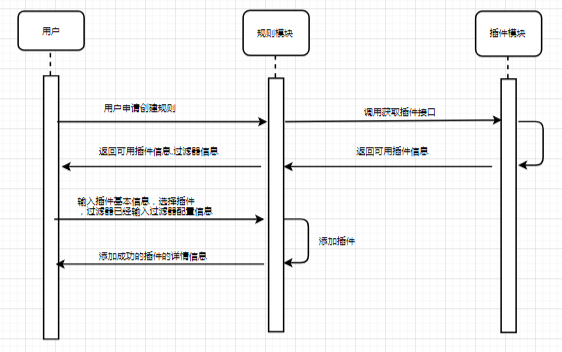 用户
规则模块
插件模块
用户申请创建规则
调用获取插件接口
返回可用插件信息.过滤器信息
返回可用插件信息
输入插件基本信息，选择插件
，过滤器已经输入过滤器配置信息
添加插件
添加成功的插件的详情信息